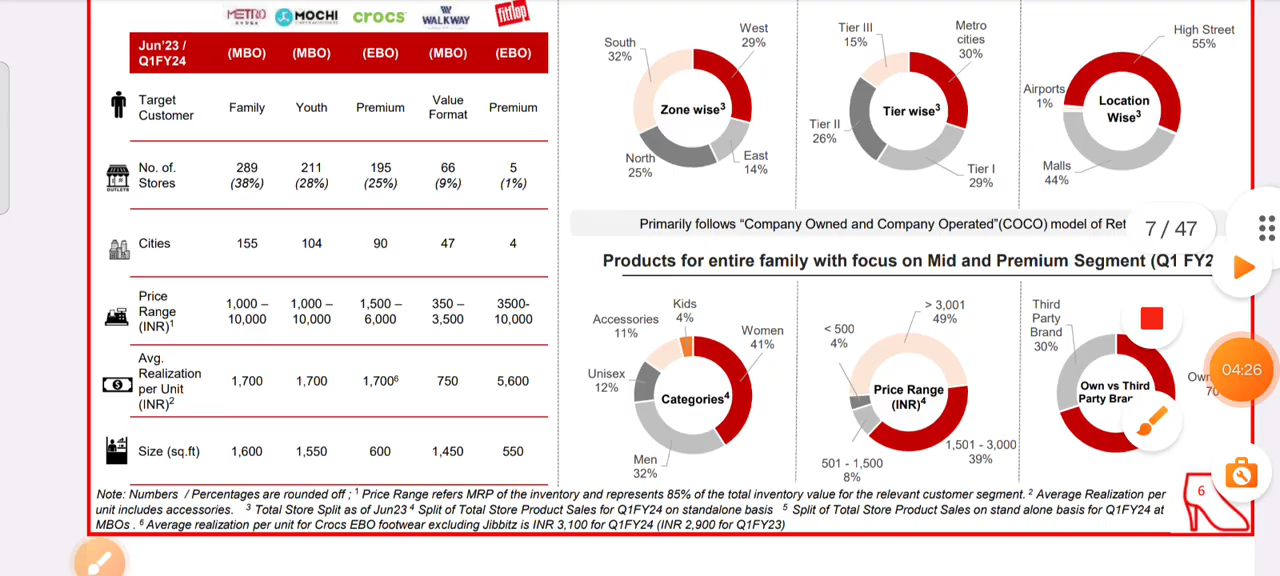 METRO
MOCHI
crocs
WALKWAY
fitflop
Jun'23 /
Q1FY24
(MBO)
(MBO)
(EBO)
(MBO)
(EBO)
Target
Customer
Family
Youth
Premium
Value
Format
Premium
OUTLETS
No. of
Stores
289
(38%)
211
(28%)
195
(25%)
66
(9%)
5
(1%)
Cities
155
104
90
47
4
Price
Range
(INR)1
1,000 –
10,000
1,000 –
10,000
1,500 –
6,000
350 –
3,500
3500-
10,000
Avg.
Realization
per Unit
(INR)2
1,700
1,700
1,7006
750
5,600
Size (sq.ft)
1,600
1,550
600
1,450
550
South
32%
West
29%
Zone wise3
North
25%
East
14%
Tier III
15%
Metro
cities
30%
Tier wise3
Tier II
26%
Tier I
29%
High Street
55%
Airports
1%
Location
Wise3
Malls
44%
Primarily follows “Company Owned and Company Operated”(COCO) model of Ret
7 / 47
Products for entire family with focus on Mid and Premium Segment (Q1 FY2
Kids
4%
Accessories
11%
Women
41%
Unisex
12%
Categories4
Men
32%
> 3,001
49%
< 500
4%
Price Range
(INR)4
501 - 1,500
8%
1,501 - 3,000
39%
Third
Party
Brand
30%
Own vs Third
Party Bran
Own
70
04:26
Note: Numbers / Percentages are rounded off ; 1 Price Range refers MRP of the inventory and represents 85% of the total inventory value for the relevant customer segment. 2 Average Realization per
unit includes accessories. 3 Total Store Split as of Jun23 4 Split of Total Store Product Sales for Q1FY24 on standalone basis 5 Split of Total Store Product Sales on stand alone basis for Q1FY24 at
MBOs . 6 Average realization per unit for Crocs EBO footwear excluding Jibbitz is INR 3,100 for Q1FY24 (INR 2,900 for Q1FY23)
6